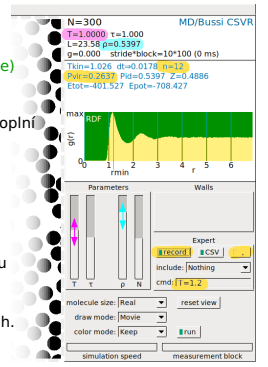 N=300 MD/Bussi CSVR
T=1.0000 τ=1.000
L=23.58 ρ=0.5397
g=0.000 stride*block=10*100 (0 ms)
e)
Tkin=1.026 dt=0.0178 n=12
Pvir=0.2637 Pid=0.5397 Z=0.4886
Etot=-401.527 Epot=-708.427
oplní
max
RDF
g(r)
0
0 1 2 3 4 5 6
rmin r
Parameters Walls
Expert
record CSV .
u
include: Nothing
cmd: T=1.2
T τ ρ N
molecule size: Real reset view
h.
draw mode: Movie
color mode: Keep run
simulation speed measurement block